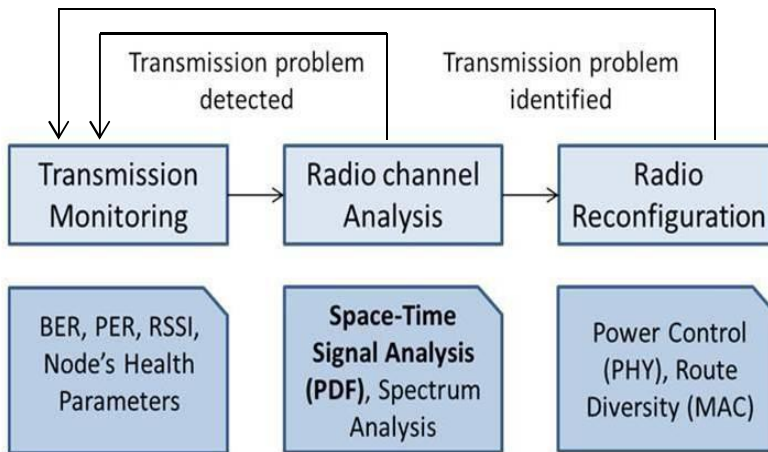 Transmission problem
detected
Transmission problem
identified
Transmission
Monitoring
Radio channel
Analysis
Radio
Reconfiguration
BER, PER, RSSI,
Node's Health
Parameters
Space-Time
Signal Analysis
(PDF), Spectrum
Analysis
Power Control
(PHY), Route
Diversity (MAC)